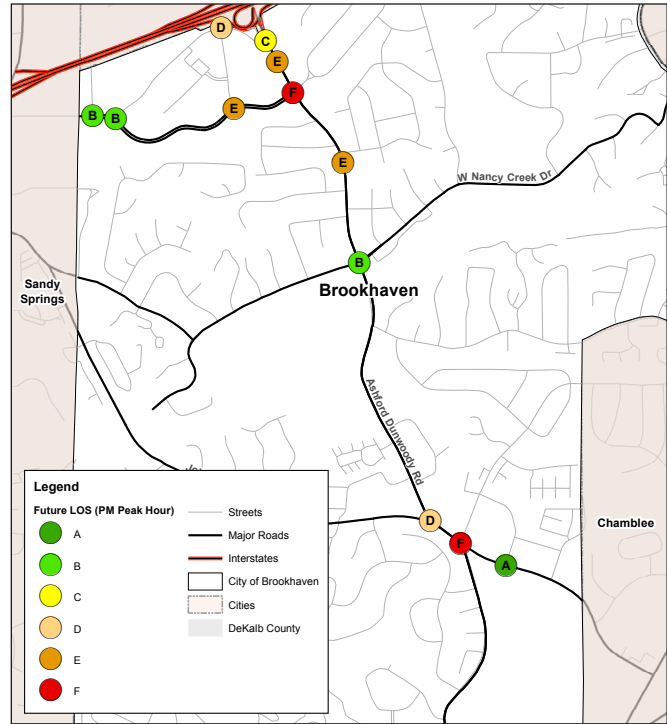 D
C
E
F
B
B
E
E
W Nancy Creek Dr
B
Sandy
Springs
Brookhaven
Ashford Dunwoody Rd
D
F
A
Chamblee
Legend
Future LOS (PM Peak Hour)
A
B
C
D
E
F
Streets
Major Roads
Interstates
City of Brookhaven
Cities
DeKalb County